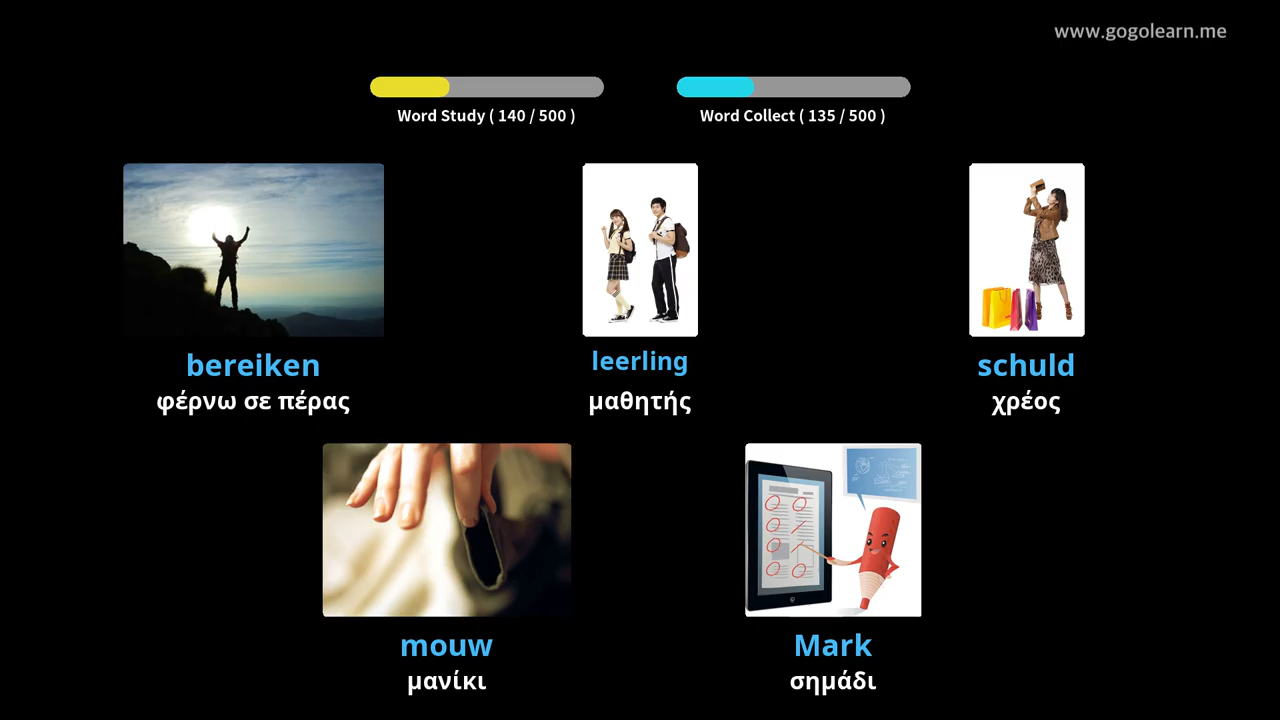 www.gogolearn.me
Word Study ( 140 / 500 )
Word Collect ( 135 / 500 )
bereiken
φέρνω σε πέρας
leerling
μαθητής
schuld
χρέος
mouw
μανίκι
Mark
σημάδι